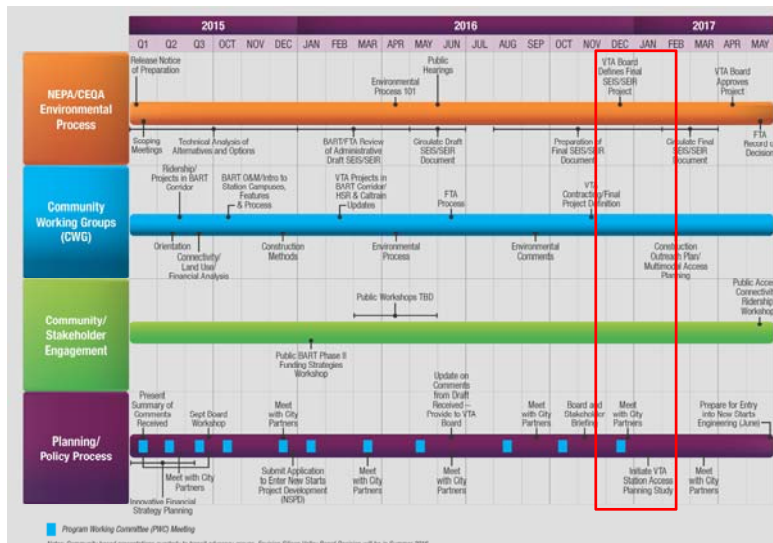 2015
2016
2017
Q1 Q2 Q3 OCT NOV DEC JAN FEB MAR APR MAY JUN JUL AUG SEP OCT NOV DEC JAN FEB MAR APR MAY
NEPA/CEQA
Environmental
Process
Release Notice
of Preparation
Environmental
Process 101
Public
Hearings
VTA Board
Defines Final
SEIS/SEIR
Project
VTA Board
Approves
Project
Scoping
Meetings
Technical Analysis of
Alternatives and Options
BART/FTA Review
of Administrative
Draft SEIS/SEIR
Circulate Draft
SEIS/SEIR
Document
Preparation of
Final SEIS/SEIR
Document
Circulate Final
SEIS/SEIR
Document
FTA
Record of
Decision
Community
Working Groups
(CWG)
Ridership/
Projects in BART
Corridor
BART O&M/Intro to
Station Campuses,
Features
& Process
VTA Projects in
BART Corridor/
HSR & Caltrain
Updates
FTA
Process
VTA
Contracting/Final
Project Definition
Orientation
Connectivity/
Land Use/
Financial Analysis
Construction
Methods
Environmental
Process
Environmental
Comments
Construction
Outreach Plan/
Multimodal Access
Planning
Community/
Stakeholder
Engagement
Public Workshops TBD
Public Access
Connectivity
Ridership
Workshop
Public BART Phase II
Funding Strategies
Workshop
Planning/
Policy Process
Present
Summary of
Comments
Received
Sept Board
Workshop
Meet
with City
Partners
Update on
Comments
from Draft
Received –
Provide to VTA
Board
Meet
with City
Partners
Board and
Stakeholder
Briefing
Meet
with City
Partners
Prepare for Entry
into New Starts
Engineering (June)
Meet with City
Partners
Innovative Financial
Strategy Planning
Submit Application
to Enter New Starts
Project Development
(NSPD)
Meet
with City
Partners
Meet
with City
Partners
Initiate VTA
Station Access
Planning Study
Meet
with City
Partners
Program Working Committee (PWC) Meeting